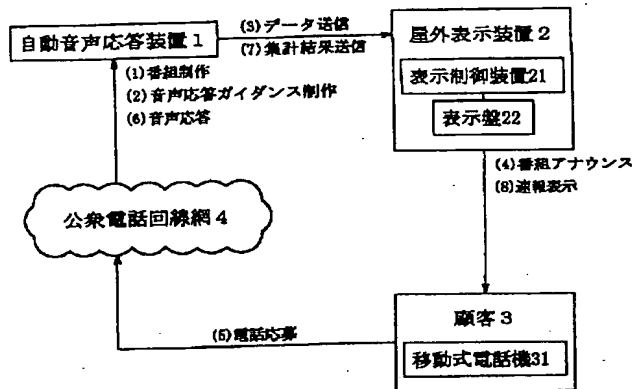 自動音声応答装置1
(3)データ送信
(7)集計結果送信
屋外表示装置2
表示制御装置21
表示盤22
(1)番組制作
(2)音声応答ガイダンス制作
(6)音声応答
(4)番組アナウンス
(8)速報表示
公衆電話回線網4
(5)電話応募
顧客3
移動式電話機31